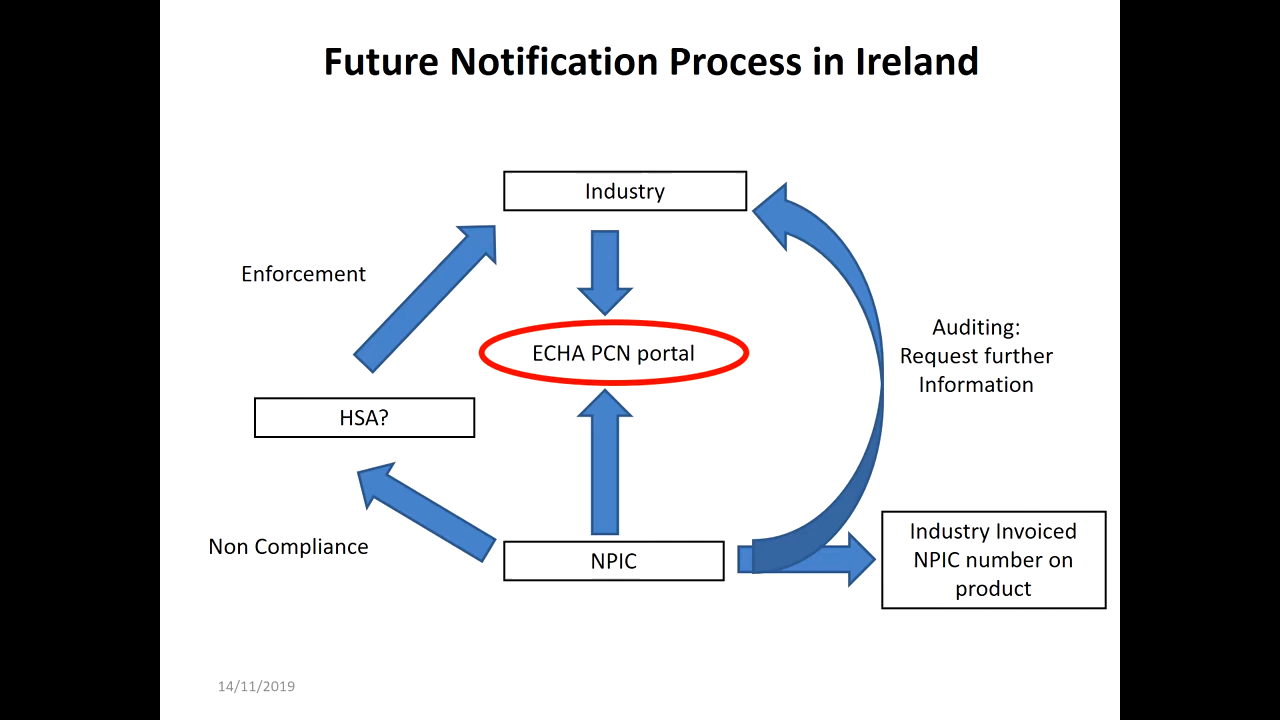 Future Notification Process in Ireland
Industry
Enforcement
ECHA PCN portal
Auditing:
Request further
Information
HSA?
Non Compliance
NPIC
Industry Invoiced
NPIC number on
product
14/11/2019